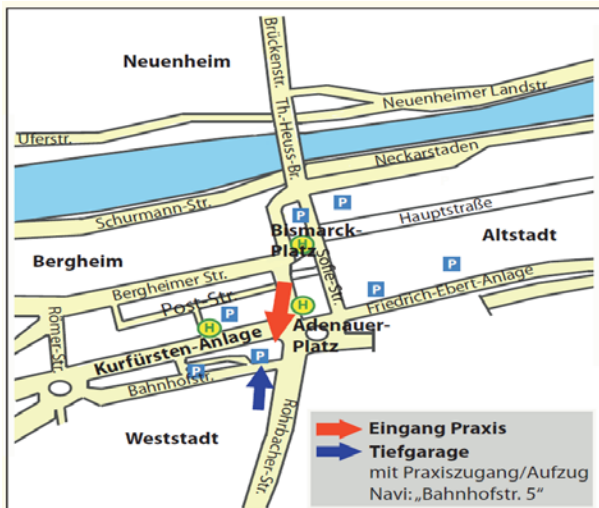 Brückenstr.
Neuenheim
Th.-Heuss-Br.
Neuenheimer Landstr.
Uferstr.
Neckarstaden
P
P
Hauptstraße
Schurmann-Str.
Bismarck-
Platz
H
Sofie-Str.
Altstadt
Bergheim
P
Bergheimer Str.
P
Friedrich-Ebert-Anlage
Post-Str.
H
P
H
Adenauer-
Platz
Römer-Str.
Kurfürsten-Anlage
P
P
Bahnhofstr.
Weststadt
Rohrbacher-Str.
Eingang Praxis
Tiefgarage
mit Praxiszugang/Aufzug
Navi: „Bahnhofstr. 5“